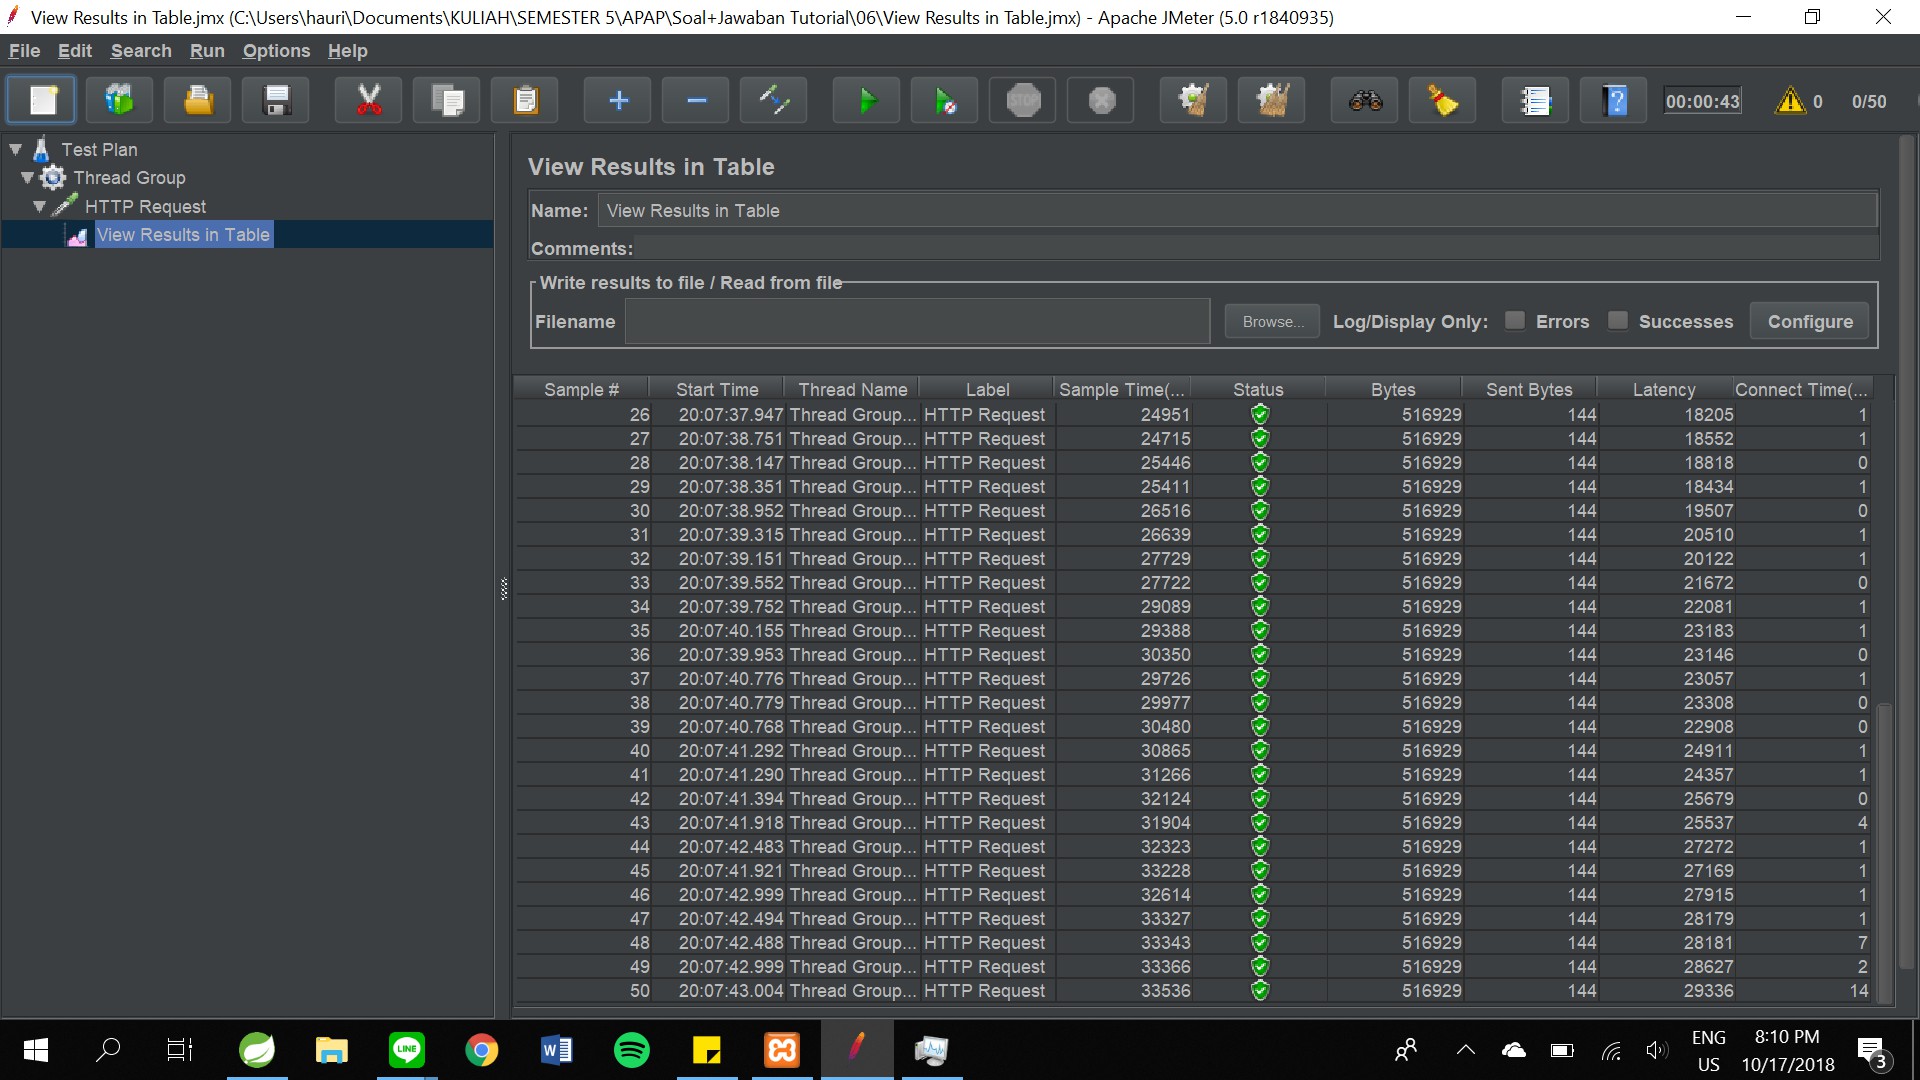 View Results in Table.jmx (C:\Users\hauri\Documents\KULIAH\SEMESTER 5\APAP\Soal+Jawaban Tutorial\06\View Results in Table.jmx) - Apache JMeter (5.0 r1840935)
File Edit Search Run Options Help
STOP 00:00:43 0 0/50
Test Plan
Thread Group
HTTP Request
View Results in Table
View Results in Table
Name: View Results in Table
Comments:
Write results to file / Read from file
Filename Browse... Log/Display Only: Errors Successes Configure
Sample # Start Time Thread Name Label Sample Time(... Status Bytes Sent Bytes Latency Connect Time(...
26 20:07:37.947 Thread Group... HTTP Request 24951 516929 144 18205 1
27 20:07:38.751 Thread Group... HTTP Request 24715 516929 144 18552 1
28 20:07:38.147 Thread Group... HTTP Request 25446 516929 144 18818 0
29 20:07:38.351 Thread Group... HTTP Request 25411 516929 144 18434 1
30 20:07:38.952 Thread Group... HTTP Request 26516 516929 144 19507 0
31 20:07:39.315 Thread Group... HTTP Request 26639 516929 144 20510 1
32 20:07:39.151 Thread Group... HTTP Request 27729 516929 144 20122 1
33 20:07:39.552 Thread Group... HTTP Request 27722 516929 144 21672 0
34 20:07:39.752 Thread Group... HTTP Request 29089 516929 144 22081 1
35 20:07:40.155 Thread Group... HTTP Request 29388 516929 144 23183 1
36 20:07:39.953 Thread Group... HTTP Request 30350 516929 144 23146 0
37 20:07:40.776 Thread Group... HTTP Request 29726 516929 144 23057 1
38 20:07:40.779 Thread Group... HTTP Request 29977 516929 144 23308 0
39 20:07:40.768 Thread Group... HTTP Request 30480 516929 144 22908 0
40 20:07:41.292 Thread Group... HTTP Request 30865 516929 144 24911 1
41 20:07:41.290 Thread Group... HTTP Request 31266 516929 144 24357 1
42 20:07:41.394 Thread Group... HTTP Request 32124 516929 144 25679 0
43 20:07:41.918 Thread Group... HTTP Request 31904 516929 144 25537 4
44 20:07:42.483 Thread Group... HTTP Request 32323 516929 144 27272 1
45 20:07:41.921 Thread Group... HTTP Request 33228 516929 144 27169 1
46 20:07:42.999 Thread Group... HTTP Request 32614 516929 144 27915 1
47 20:07:42.494 Thread Group... HTTP Request 33327 516929 144 28179 1
48 20:07:42.488 Thread Group... HTTP Request 33343 516929 144 28181 7
49 20:07:42.999 Thread Group... HTTP Request 33366 516929 144 28627 2
50 20:07:43.004 Thread Group... HTTP Request 33536 516929 144 29336 14
LINE
ENG 8:10 PM
US 10/17/2018 3